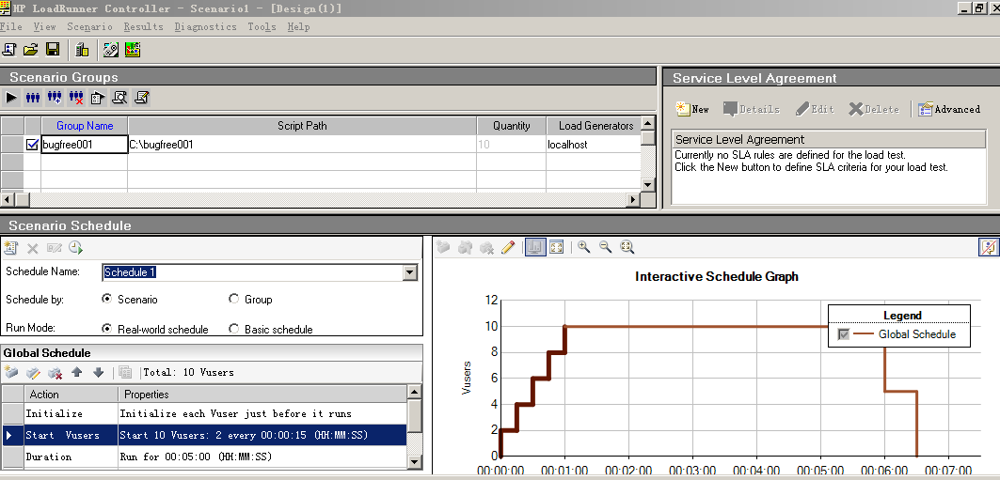 HP LoadRunner Controller - Scenario1 - [Design(1)]
File View Scenario Results Diagnostics Tools Help
Scenario Groups
Group Name Script Path Quantity Load Generators
bugfree001 C:\bugfree001 10 localhost
Service Level Agreement
New Details Edit Delete Advanced
Service Level Agreement
Currently no SLA rules are defined for the load test.
Click the New button to define SLA criteria for your load test.
Scenario Schedule
Schedule Name: Schedule 1
Schedule by: Scenario Group
Run Mode: Real-world schedule Basic schedule
Global Schedule
Total: 10 Vusers
Action Properties
Initialize Initialize each Vuser just before it runs
Start Vusers Start 10 Vusers: 2 every 00:00:15 (HH:MM:SS)
Duration Run for 00:05:00 (HH:MM:SS)
Interactive Schedule Graph
Legend
Global Schedule
Vusers
12
10
8
6
4
2
0
00:00:00 00:01:00 00:02:00 00:03:00 00:04:00 00:05:00 00:06:00 00:07:00